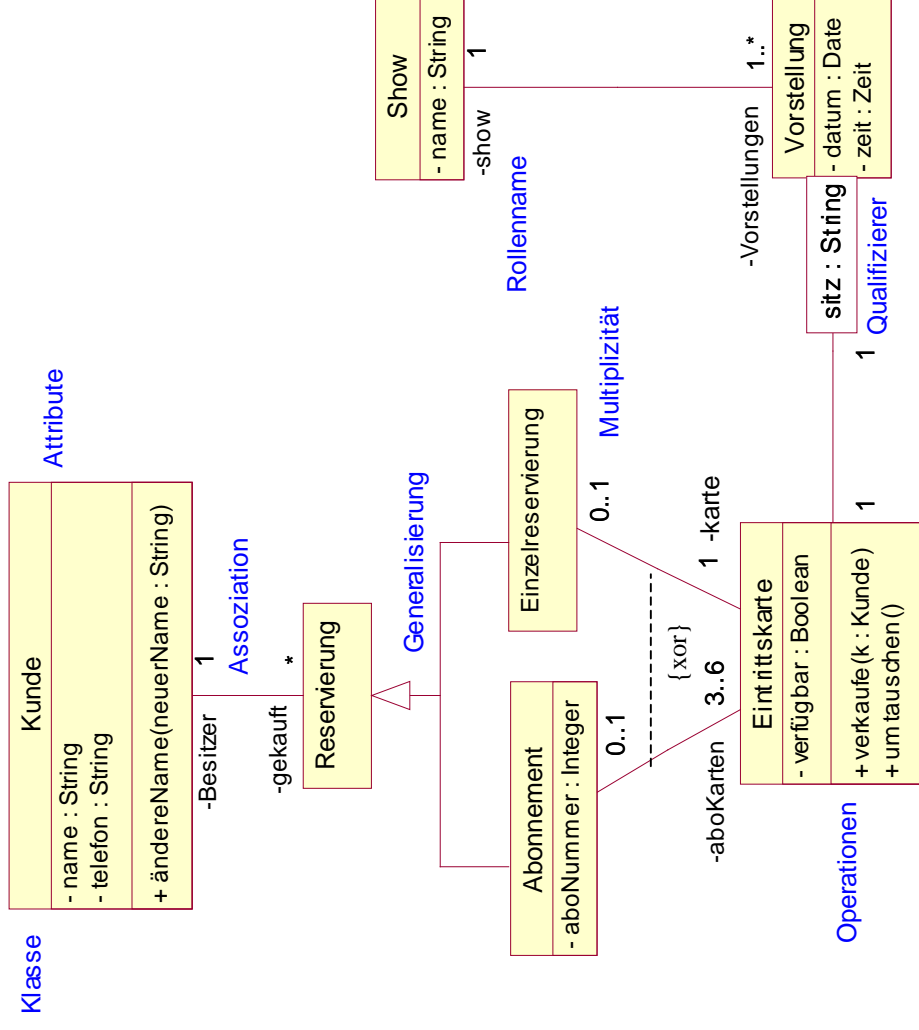 Klasse
Kunde
- name : String
- telefon : String
+ ändereName(neuerName : String)
Attribute
-Besitzer
1
Assoziation
-gekauft
*
Reservierung
Generalisierung
Abonnement
- aboNummer : Integer
Einzelreservierung
Multiplizität
0..1
0..1
{xor}
-aboKarten
3..6
1
-karte
Operationen
Eintrittskarte
- verfügbar : Boolean
+ verkaufe(k : Kunde)
+ umtauschen()
1
1
Show
- name : String
-show
1
Rollenname
-Vorstellungen
1..*
sitz : String
Qualifizierer
Vorstellung
- datum : Date
- zeit : Zeit